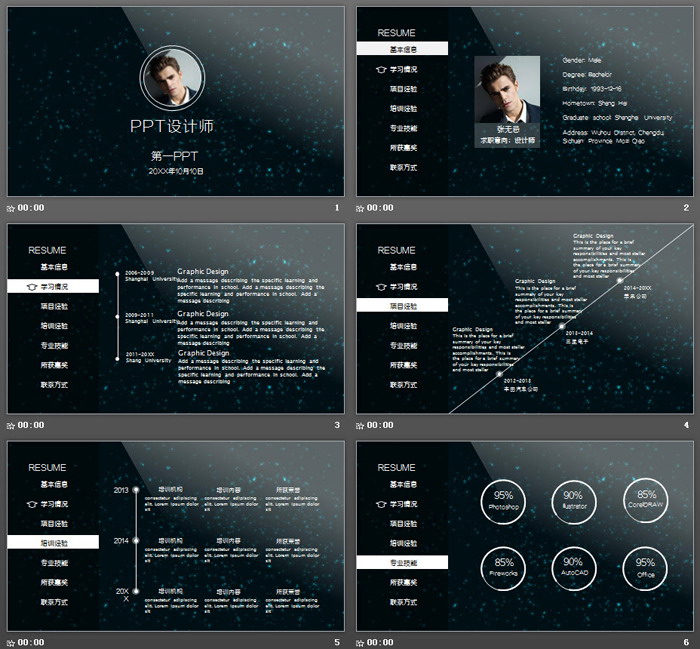 PPT设计师
第一PPT
20XX年10月10日
00:00
1
RESUME
基本信息
学习情况
项目经验
培训经验
专业技能
所获嘉奖
联系方式
张无忌
求职意向：设计师
Gender: Male
Degree: Bachelor
Birthday: 1993-12-16
Hometown: Shang Hai
Graduate school: Shanghai University
Address: Wuhou District, Chengdu,
Sichuan Province Maoi Qiao
00:00
2
RESUME
基本信息
学习情况
项目经验
培训经验
专业技能
所获嘉奖
联系方式
2006-2009
Shanghai University
Graphic Design
Add a message describing the specific learning and
performance in school. Add a message describing the
specific learning and performance in school. Add a
message describing
2009-2011
Shanghai University
Graphic Design
Add a message describing the specific learning and
performance in school. Add a message describing the
specific learning and performance in school. Add a
message describing
2011-20XX
Shang University
Graphic Design
Add a message describing the specific learning and
performance in school. Add a message describing the
specific learning and performance in school. Add a
message describing
00:00
3
RESUME
基本信息
学习情况
项目经验
培训经验
专业技能
所获嘉奖
联系方式
Graphic Design
This is the place for a brief
summary of your key
responsibilities and most stellar
accomplishments. This is
the place for a brief summary
of your key responsibilities
and most stellar
2014-20XX
苹果公司
Graphic Design
This is the place for a brief
summary of your key
responsibilities and most stellar
accomplishments. This is
the place for a brief summary
of your key responsibilities
and most stellar
2013-2014
三星电子
Graphic Design
This is the place for a brief
summary of your key
responsibilities and most stellar
accomplishments. This is
the place for a brief summary
of your key responsibilities
and most stellar
2012-2013
丰田汽车公司
00:00
4
RESUME
基本信息
学习情况
项目经验
培训经验
专业技能
所获嘉奖
联系方式
2013
培训机构
培训内容
所获荣誉
consectetur adipiscing
elit. Lorem ipsum dolor
sit
consectetur adipiscing
elit. Lorem ipsum dolor
sit
consectetur adipiscing
elit. Lorem ipsum dolor
sit
2014
培训机构
培训内容
所获荣誉
consectetur adipiscing
elit. Lorem ipsum dolor
sit
consectetur adipiscing
elit. Lorem ipsum dolor
sit
consectetur adipiscing
elit. Lorem ipsum dolor
sit
20X
X
培训机构
培训内容
所获荣誉
consectetur adipiscing
elit. Lorem ipsum dolor
sit
consectetur adipiscing
elit. Lorem ipsum dolor
sit
consectetur adipiscing
elit. Lorem ipsum dolor
sit
00:00
5
RESUME
基本信息
学习情况
项目经验
培训经验
专业技能
所获嘉奖
联系方式
95%
Photoshop
90%
Illustrator
85%
CorelDRAW
85%
Fireworks
90%
AutoCAD
95%
Office
00:00
6